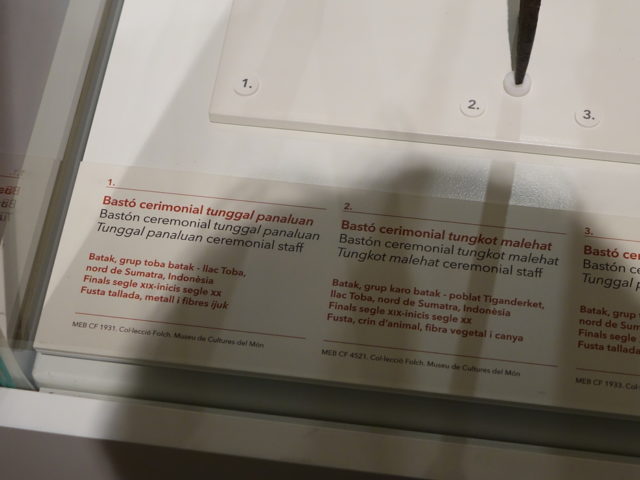 1.
2.
3.
1.
Bastó cerimonial tunggal panaluan
Bastón ceremonial tunggal panaluan
Tunggal panaluan ceremonial staff
Batak, grup toba batak - llac Toba,
nord de Sumatra, Indonèsia
Finals segle XIX-inicis segle XX
Fusta tallada, metall i fibres ijuk
MEB CF 1931. Col·lecció Folch. Museu de Cultures del Món
2.
Bastó cerimonial tungkot malehat
Bastón ceremonial tungkot malehat
Tungkot malehat ceremonial staff
Batak, grup karo batak - poblat Tiganderket,
llac Toba, nord de Sumatra, Indonèsia
Finals segle XIX-inicis segle XX
Fusta, crin d'animal, fibra vegetal i canya
MEB CF 4521. Col·lecció Folch. Museu de Cultures del Món
3.
Bastó
Bastón
Tunggal
Batak, grup
nord de Sumatra
Finals segle
Fusta tallada
MEB CF 1933. Col·